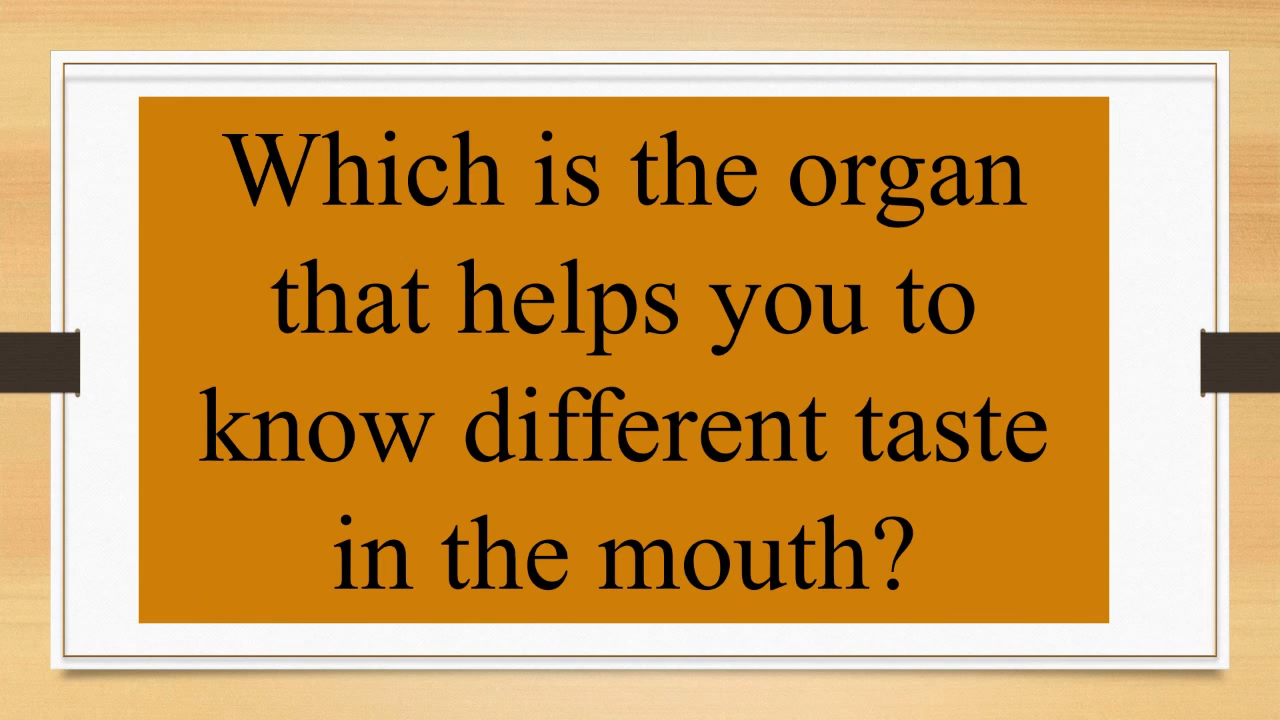 Which is the organ
that helps you to
know different taste
in the mouth?